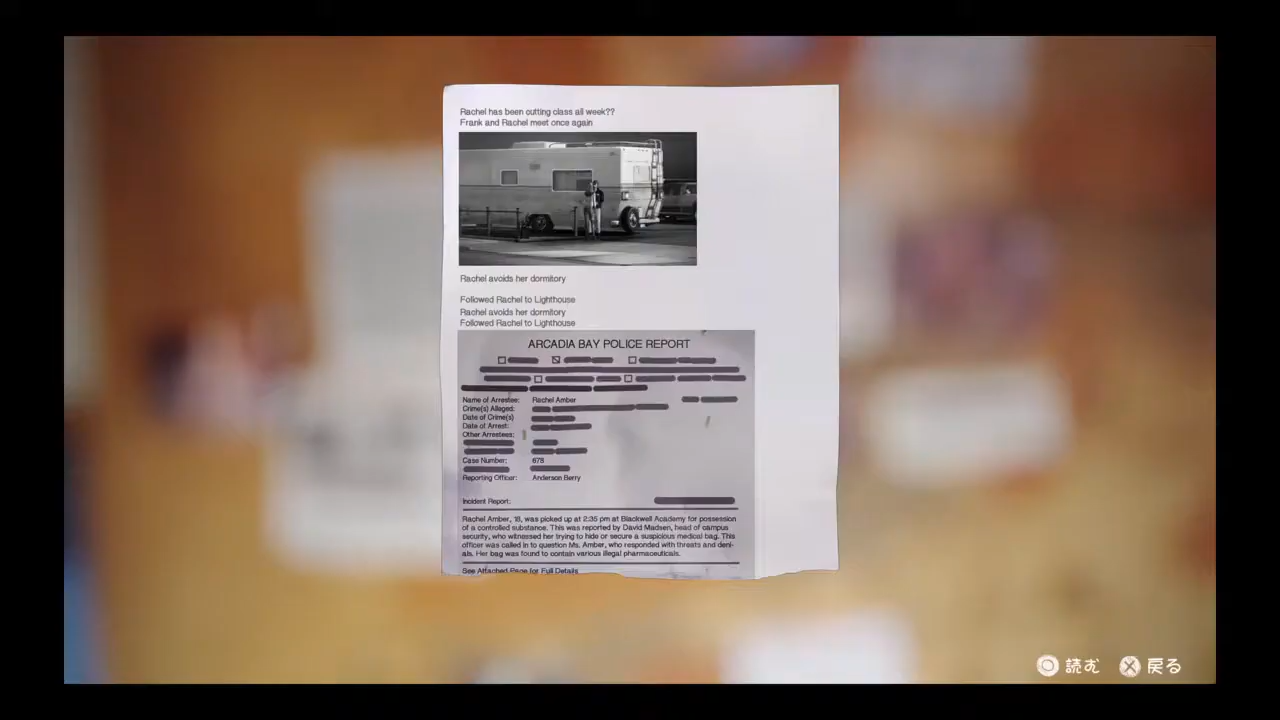 Rachel has been cutting class all week??
Frank and Rachel meet once again
Rachel avoids her dormitory
Followed Rachel to Lighthouse
Rachel avoids her dormitory
Followed Rachel to Lighthouse
ARCADIA BAY POLICE REPORT
Name of Arrestee: Rachel Amber
Crime(s) Alleged:
Date of Crime(s)
Date of Arrest:
Other Arrestees:
Case Number: 678
Reporting Officer: Anderson Berry
Incident Report:
Rachel Amber, 18, was picked up at 2:35 pm at Blackwell Academy for possession
of a controlled substance. This was reported by David Madsen, head of campus
security, who witnessed her trying to hide or secure a suspicious medical bag. This
officer was called in to question Ms. Amber, who responded with threats and deni-
als. Her bag was found to contain various illegal pharmaceuticals.
See Attached Page for Full Details
読む 戻る